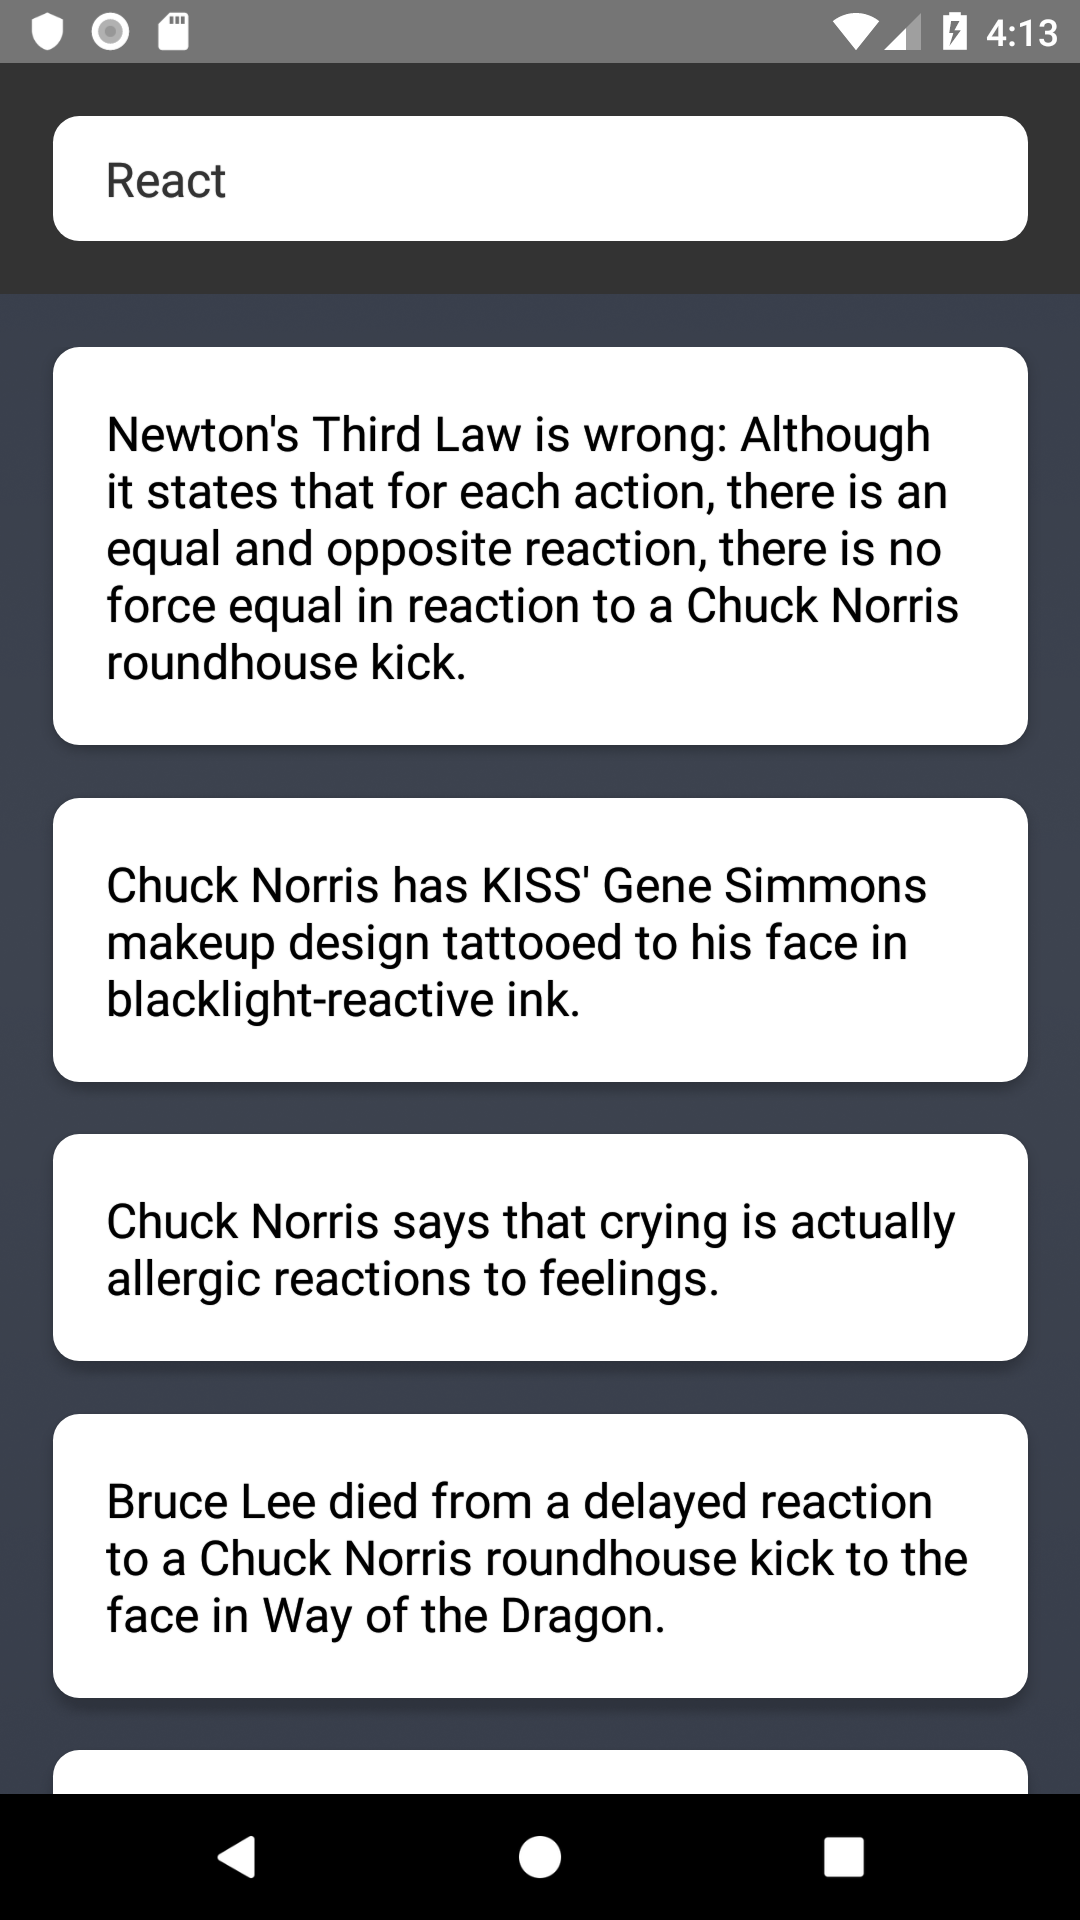 4:13
React
Newton's Third Law is wrong: Although
it states that for each action, there is an
equal and opposite reaction, there is no
force equal in reaction to a Chuck Norris
roundhouse kick.
Chuck Norris has KISS' Gene Simmons
makeup design tattooed to his face in
blacklight-reactive ink.
Chuck Norris says that crying is actually
allergic reactions to feelings.
Bruce Lee died from a delayed reaction
to a Chuck Norris roundhouse kick to the
face in Way of the Dragon.